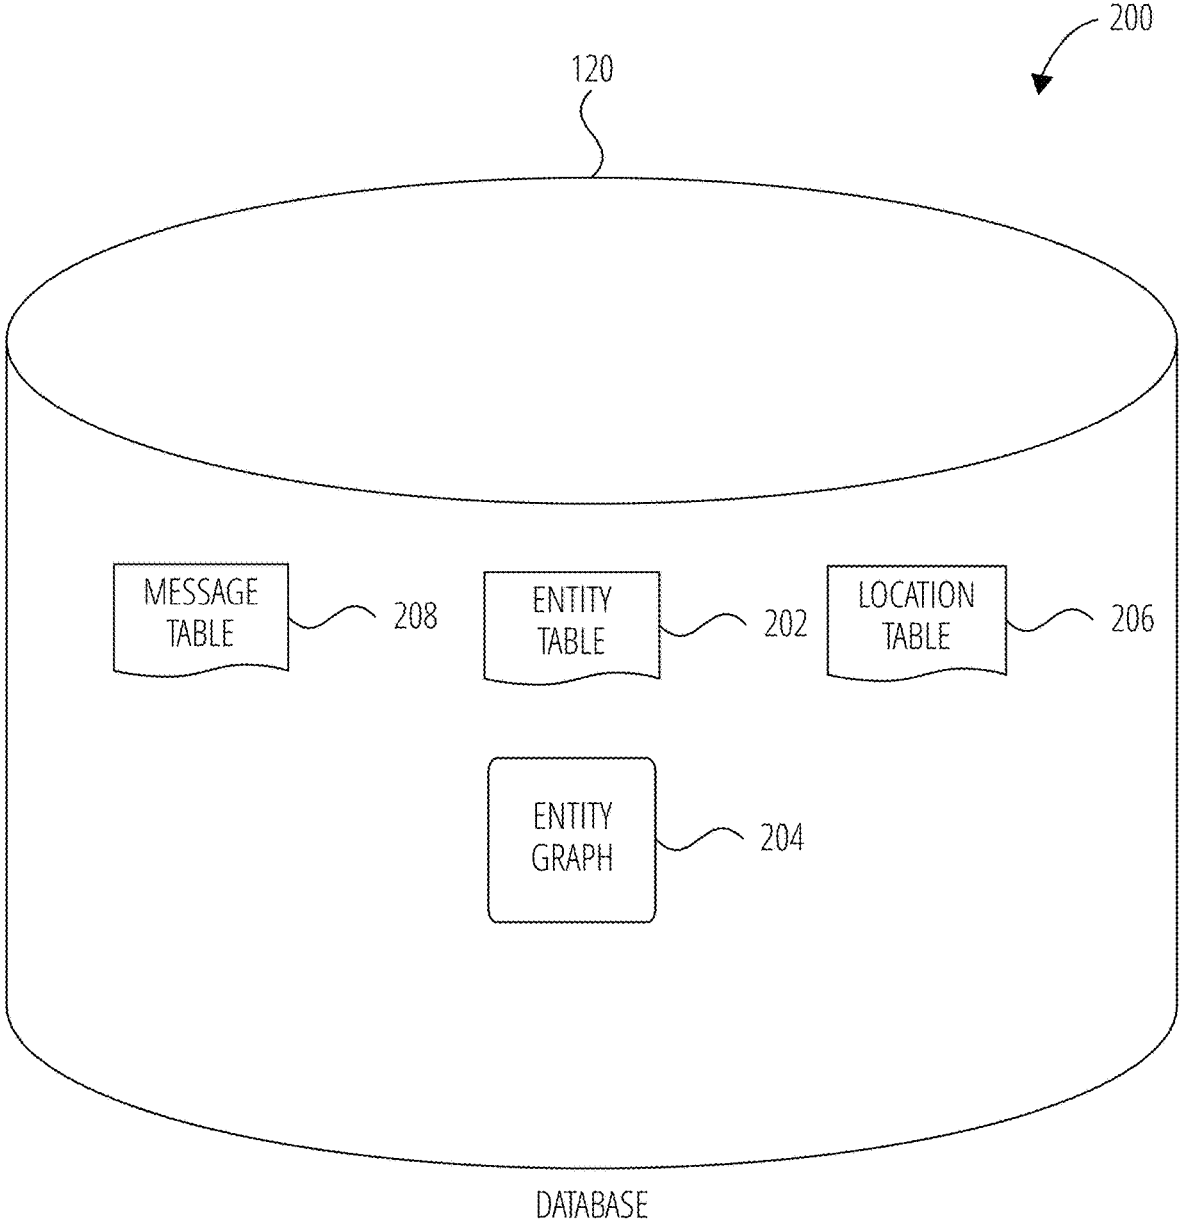 200
120
MESSAGE
TABLE
208
ENTITY
TABLE
202
LOCATION
TABLE
206
ENTITY
GRAPH
204
DATABASE